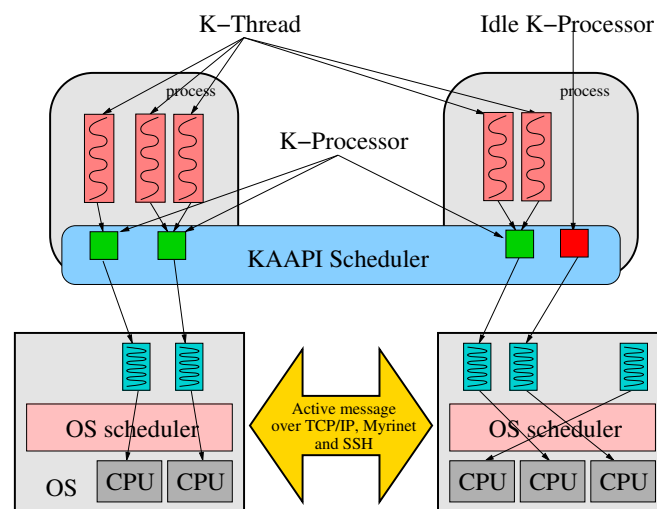 K−Thread
Idle K−Processor
process
process
K−Processor
KAAPI Scheduler
Active message
over TCP/IP, Myrinet
and SSH
OS scheduler
OS scheduler
OS
CPU
CPU
CPU
CPU
CPU